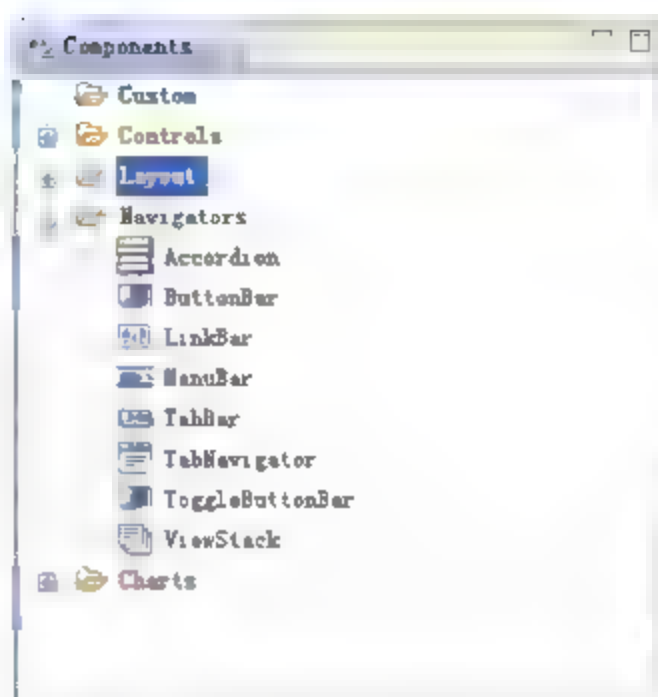 Components
Custom
Controls
Layout
Navigators
Accordion
ButtonBar
LinkBar
MenuBar
TabBar
TabNavigator
ToggleButtonBar
ViewStack
Charts